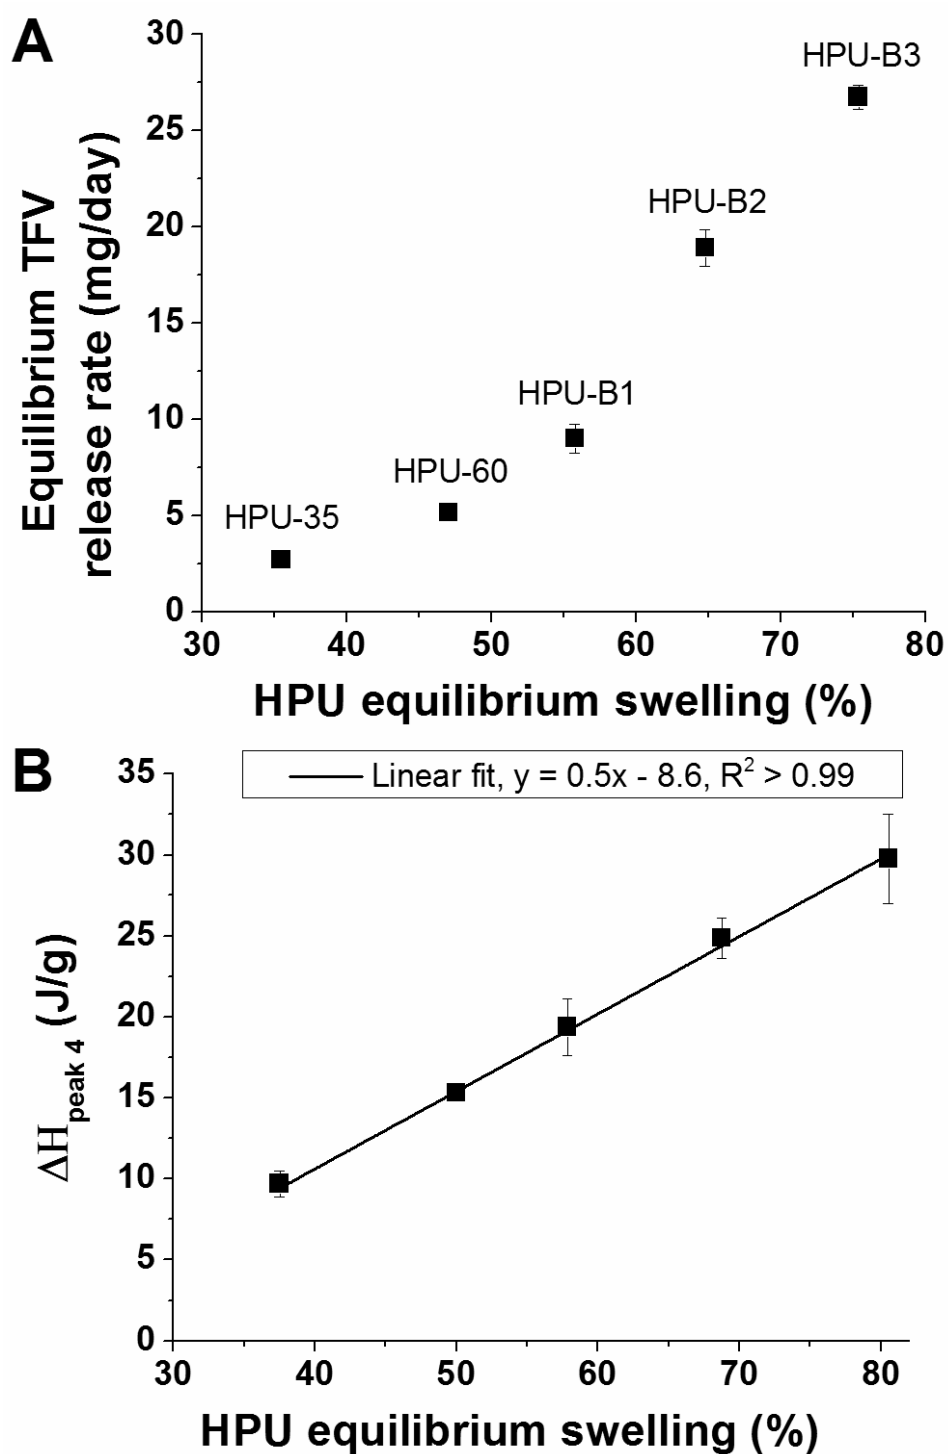 A
Equilibrium TFV
release rate (mg/day)
30
25
20
15
10
5
0
HPU-B3
HPU-B2
HPU-B1
HPU-60
HPU-35
30 40 50 60 70 80
HPU equilibrium swelling (%)
B
Linear fit, y = 0.5x - 8.6, R² > 0.99
ΔHpeak 4 (J/g)
35
30
25
20
15
10
5
0
30 40 50 60 70 80
HPU equilibrium swelling (%)